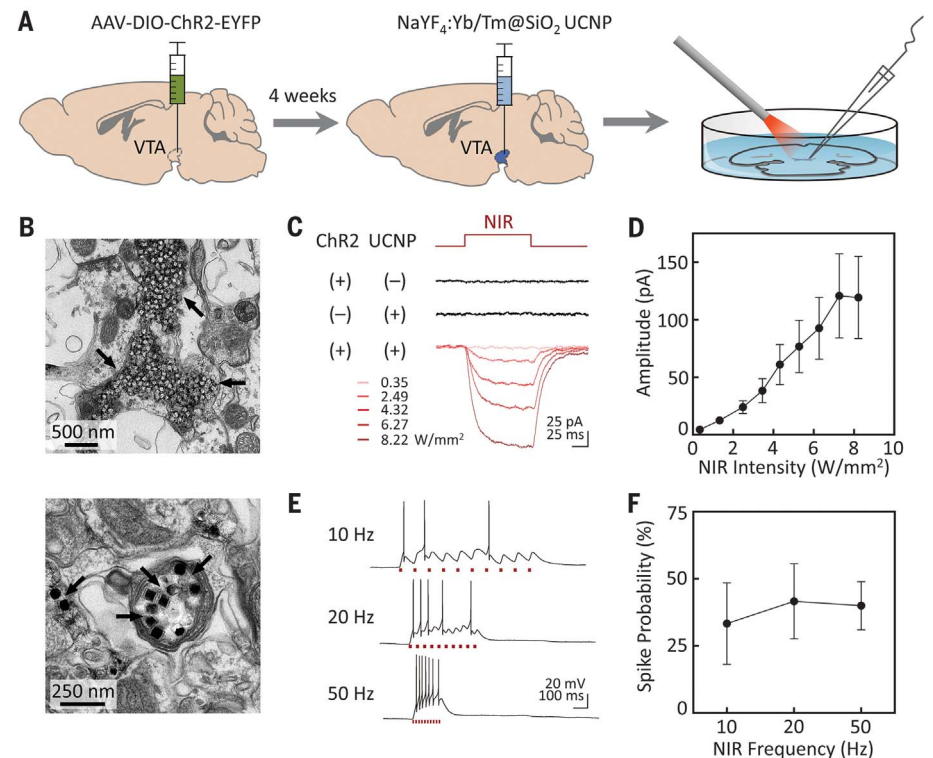 A
AAV-DIO-ChR2-EYFP
NaYF₄:Yb/Tm@SiO₂ UCNP
4 weeks
VTA
VTA
B
500 nm
250 nm
C
NIR
ChR2 UCNP
(+) (−)
(−) (+)
(+) (+)
0.35
2.49
4.32
6.27
8.22 W/mm²
25 pA
25 ms
D
Amplitude (pA)
150
100
50
0
0 2 4 6 8 10
NIR Intensity (W/mm²)
E
10 Hz
20 Hz
50 Hz
20 mV
100 ms
F
Spike Probability (%)
75
50
25
0
10 20 50
NIR Frequency (Hz)